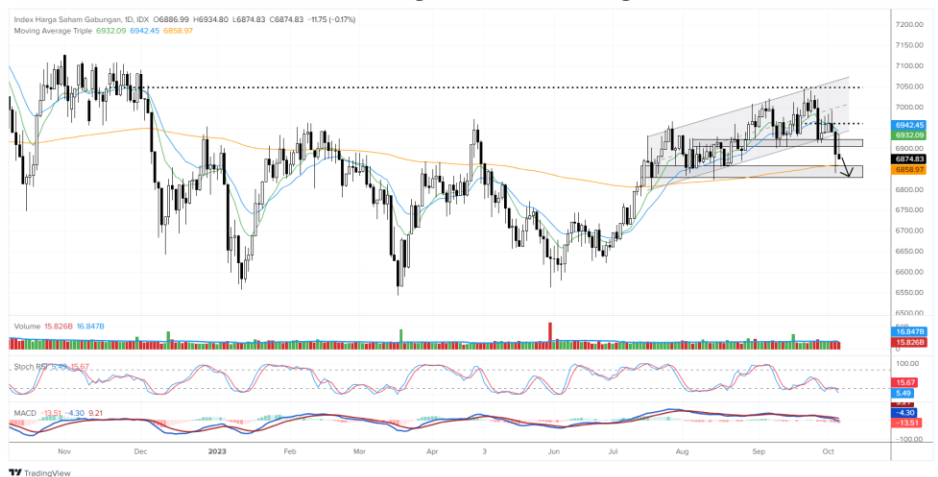 Index Harga Saham Gabungan, 1D, IDX O6886.99 H6934.80 L6874.83 C6874.83 −11.75 (−0.17%)
Moving Average Triple 6932.09 6942.45 6858.97
7200.00
7150.00
7100.00
7050.00
7000.00
6942.45
6932.09
6900.00
6874.83
6858.97
6800.00
6750.00
6700.00
6650.00
6600.00
6550.00
6500.00
Volume 15.826B 16.847B
16.847B
15.826B
0
Stoch RSI 5.49 15.67
100.00
15.67
5.49
MACD −13.51 −4.30 9.21
9.21
−4.30
−13.51
−100.00
Nov Dec 2023 Feb Mar Apr 3 Jun Jul Aug Sep Oct
TradingView